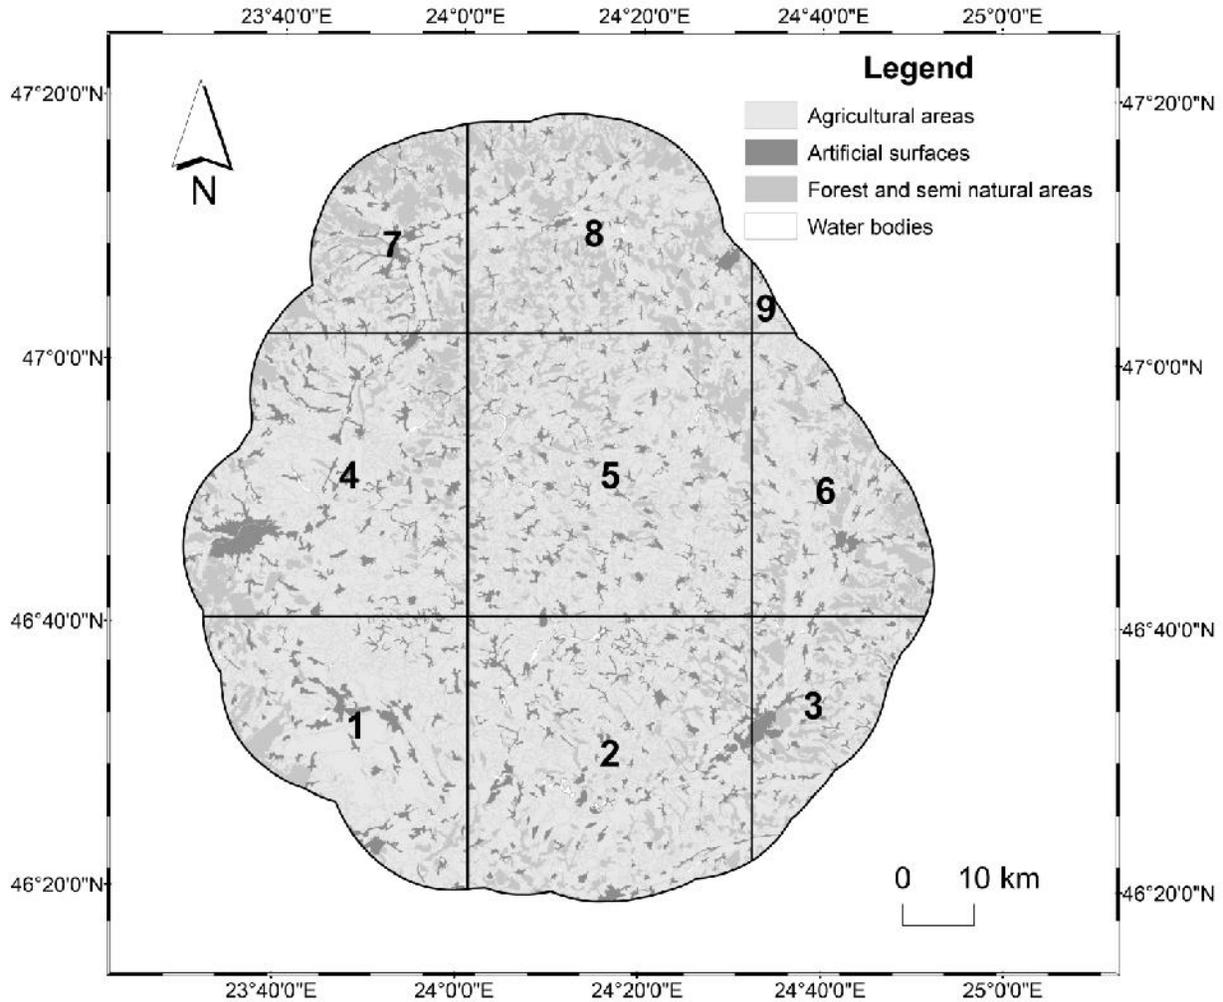 23°40'0"E 24°0'0"E 24°20'0"E 24°40'0"E 25°0'0"E
Legend
47°20'0"N 47°20'0"N
Agricultural areas
Artificial surfaces
N Forest and semi natural areas
Water bodies
7 8
9
47°0'0"N 47°0'0"N
4 5 6
46°40'0"N 46°40'0"N
1 2 3
0 10 km
46°20'0"N 46°20'0"N
23°40'0"E 24°0'0"E 24°20'0"E 24°40'0"E 25°0'0"E